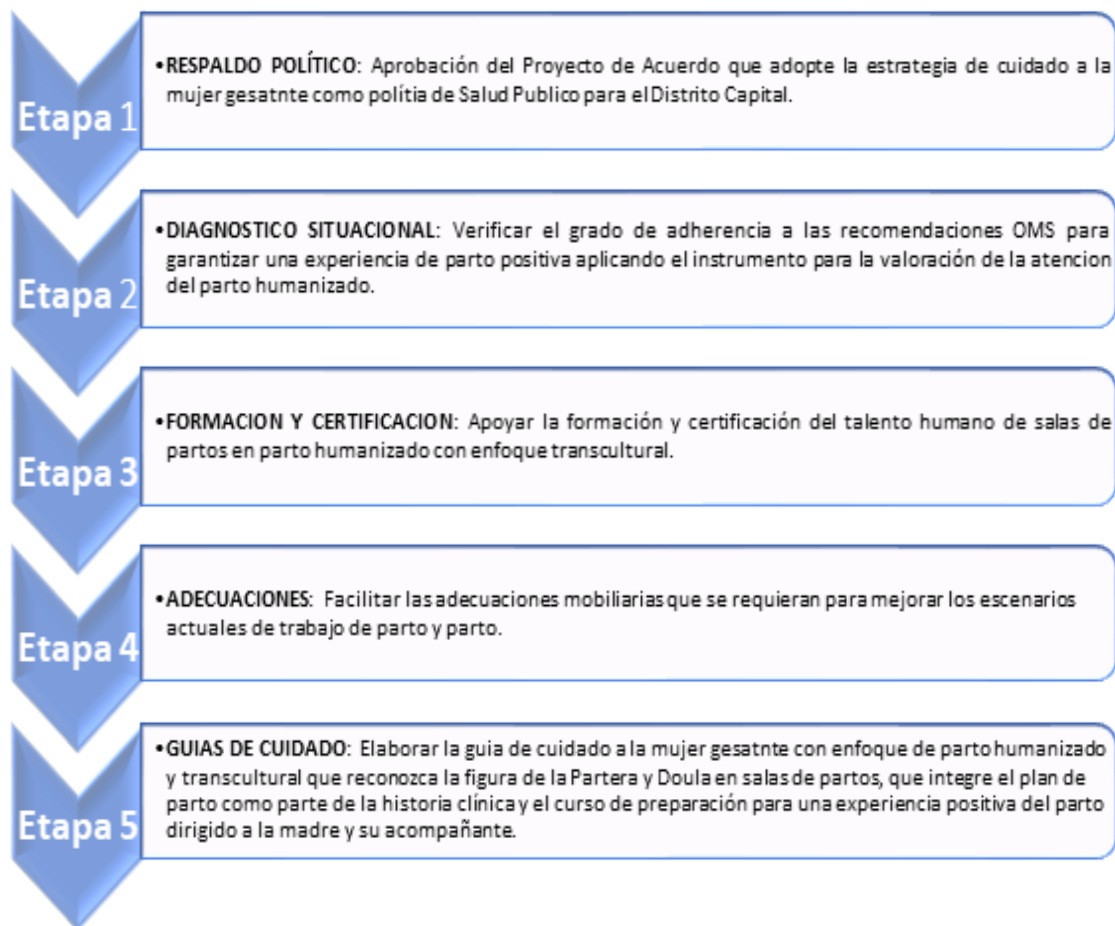 Etapa 1
•RESPALDO POLÍTICO: Aprobación del Proyecto de Acuerdo que adopte la estrategia de cuidado a la
mujer gesatnte como polítia de Salud Publico para el Distrito Capital.
Etapa 2
•DIAGNOSTICO SITUACIONAL: Verificar el grado de adherencia a las recomendaciones OMS para
garantizar una experiencia de parto positiva aplicando el instrumento para la valoración de la atencion
del parto humanizado.
Etapa 3
•FORMACION Y CERTIFICACION: Apoyar la formación y certificación del talento humano de salas de
partos en parto humanizado con enfoque transcultural.
Etapa 4
•ADECUACIONES: Facilitar las adecuaciones mobiliarias que se requieran para mejorar los escenarios
actuales de trabajo de parto y parto.
Etapa 5
•GUIAS DE CUIDADO: Elaborar la guia de cuidado a la mujer gesatnte con enfoque de parto humanizado
y transcultural que reconozca la figura de la Partera y Doula en salas de partos, que integre el plan de
parto como parte de la historia clínica y el curso de preparación para una experiencia positiva del parto
dirigido a la madre y su acompañante.